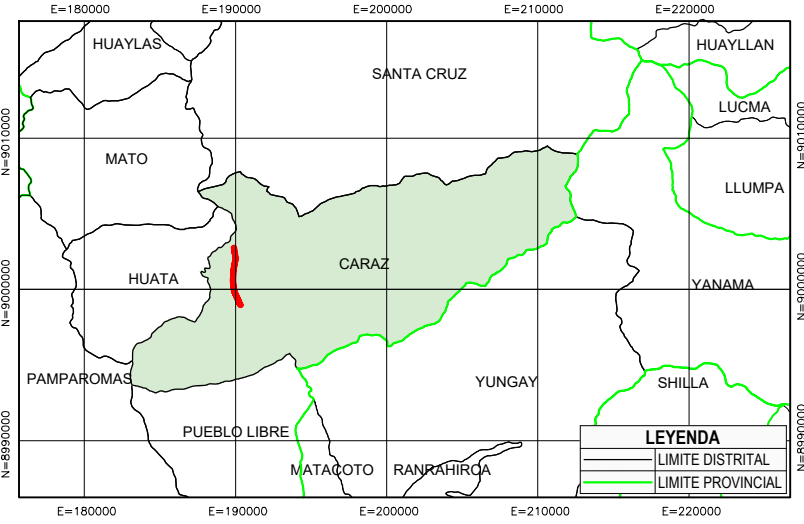 E=180000 E=190000 E=200000 E=210000 E=220000
HUAYLAS
HUAYLLAN
SANTA CRUZ
LUCMA
N=9010000
N=9010000
MATO
LLUMPA
CARAZ
HUATA
YANAMA
N=9000000
N=9000000
PAMPAROMAS
YUNGAY
SHILLA
PUEBLO LIBRE
MATACOTO
RANRAHIRCA
N=8990000
N=8990000
LEYENDA
LIMITE DISTRITAL
LIMITE PROVINCIAL
E=180000 E=190000 E=200000 E=210000 E=220000